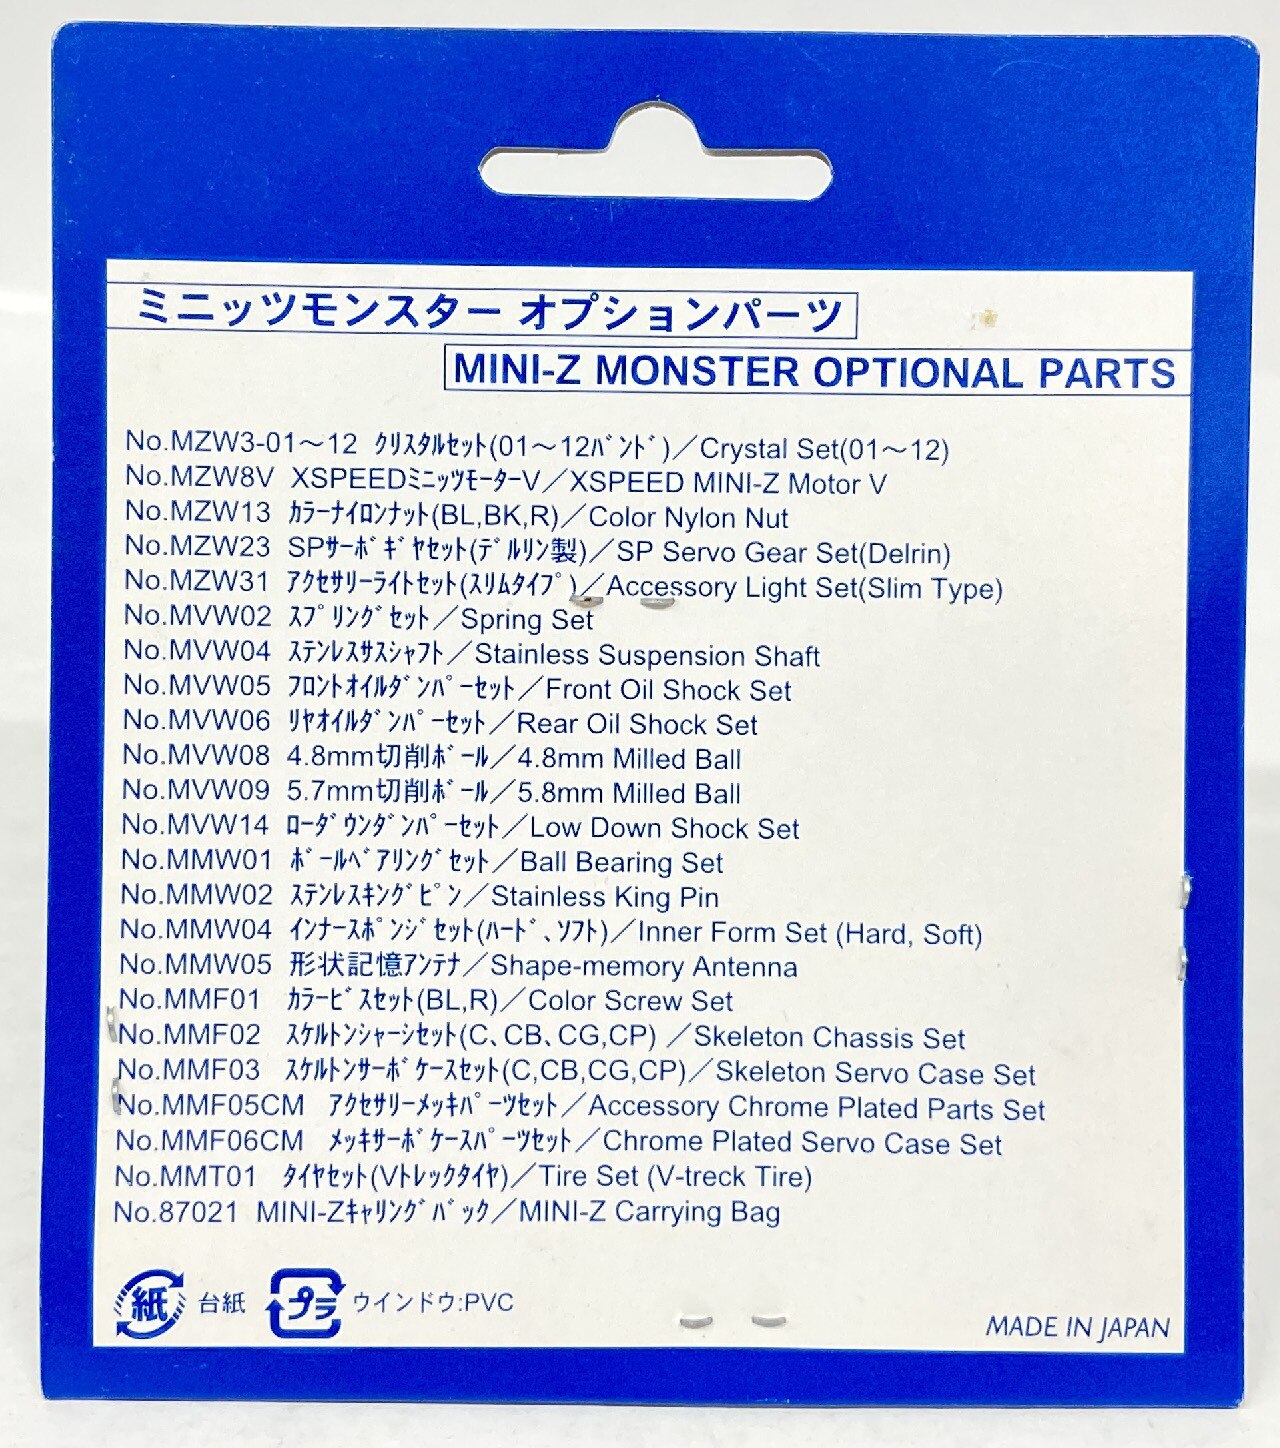 ミニッツモンスター オプションパーツ
MINI-Z MONSTER OPTIONAL PARTS
No.MZW3-01～12 ｸﾘｽﾀﾙｾｯﾄ(01～12ﾊﾞﾝﾄﾞ)／Crystal Set(01～12)
No.MZW8V XSPEEDﾐﾆｯﾂﾓｰﾀｰV／XSPEED MINI-Z Motor V
No.MZW13 ｶﾗｰﾅｲﾛﾝﾅｯﾄ(BL,BK,R)／Color Nylon Nut
No.MZW23 SPｻｰﾎﾞｷﾞﾔｾｯﾄ(ﾃﾞﾙﾘﾝ製)／SP Servo Gear Set(Delrin)
No.MZW31 ｱｸｾｻﾘｰﾗｲﾄｾｯﾄ(ｽﾘﾑﾀｲﾌﾟ)／Accessory Light Set(Slim Type)
No.MVW02 ｽﾌﾟﾘﾝｸﾞｾｯﾄ／Spring Set
No.MVW04 ｽﾃﾝﾚｽｻｽｼｬﾌﾄ／Stainless Suspension Shaft
No.MVW05 ﾌﾛﾝﾄｵｲﾙﾀﾞﾝﾊﾟｰｾｯﾄ／Front Oil Shock Set
No.MVW06 ﾘﾔｵｲﾙﾀﾞﾝﾊﾟｰｾｯﾄ／Rear Oil Shock Set
No.MVW08 4.8mm切削ﾎﾞｰﾙ／4.8mm Milled Ball
No.MVW09 5.7mm切削ﾎﾞｰﾙ／5.8mm Milled Ball
No.MVW14 ﾛｰﾀﾞｳﾝﾀﾞﾝﾊﾟｰｾｯﾄ／Low Down Shock Set
No.MMW01 ﾎﾞｰﾙﾍﾞｱﾘﾝｸﾞｾｯﾄ／Ball Bearing Set
No.MMW02 ｽﾃﾝﾚｽｷﾝｸﾞﾋﾟﾝ／Stainless King Pin
No.MMW04 ｲﾝﾅｰｽﾎﾟﾝｼﾞｾｯﾄ(ﾊｰﾄﾞ､ｿﾌﾄ)／Inner Form Set (Hard, Soft)
No.MMW05 形状記憶ｱﾝﾃﾅ／Shape-memory Antenna
No.MMF01 ｶﾗｰﾋﾞｽｾｯﾄ(BL,R)／Color Screw Set
No.MMF02 ｽｹﾙﾄﾝｼｬｰｼｾｯﾄ(C､CB､CG,CP) ／Skeleton Chassis Set
No.MMF03 ｽｹﾙﾄﾝｻｰﾎﾞｹｰｽｾｯﾄ(C,CB,CG,CP)／Skeleton Servo Case Set
No.MMF05CM ｱｸｾｻﾘｰﾒｯｷﾊﾟｰﾂｾｯﾄ／Accessory Chrome Plated Parts Set
No.MMF06CM ﾒｯｷｻｰﾎﾞｹｰｽﾊﾟｰﾂｾｯﾄ／Chrome Plated Servo Case Set
No.MMT01 ﾀｲﾔｾｯﾄ(Vﾄﾚｯｸﾀｲﾔ)／Tire Set (V-treck Tire)
No.87021 MINI-Zｷｬﾘﾝｸﾞﾊﾞｯｸ／MINI-Z Carrying Bag
紙 台紙 プラ ウインドウ:PVC
MADE IN JAPAN